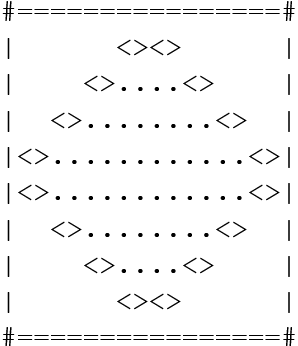 #================#
|      <><>      |
|    <>....<>    |
|  <>........<>  |
|<>............<>|
|<>............<>|
|  <>........<>  |
|    <>....<>    |
|      <><>      |
#================#